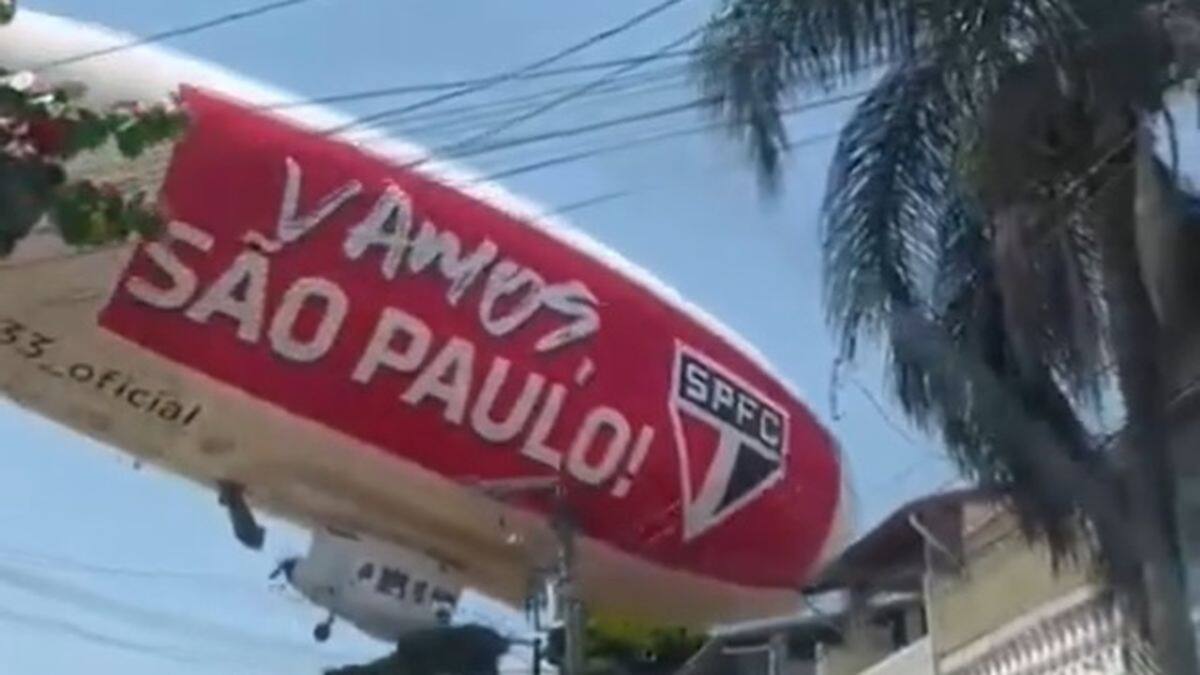 VAMOS,
SÃO PAULO!
SPFC
33_oficial